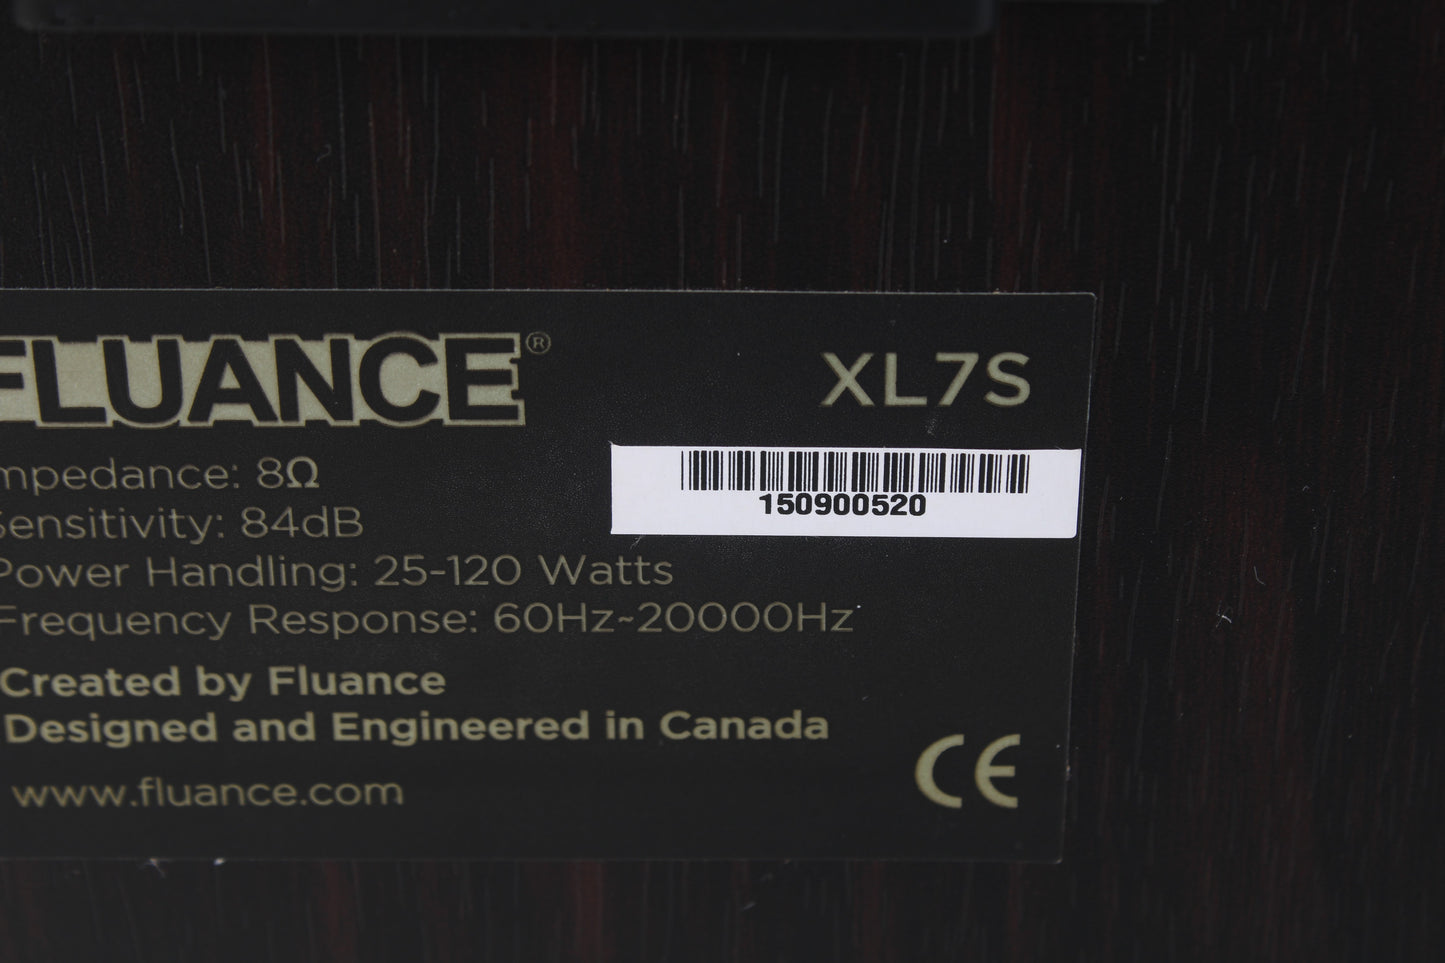 FLUANCE®
XL7S
150900520
mpedance: 8Ω
Sensitivity: 84dB
Power Handling: 25-120 Watts
Frequency Response: 60Hz~20000Hz
Created by Fluance
Designed and Engineered in Canada
www.fluance.com
CE